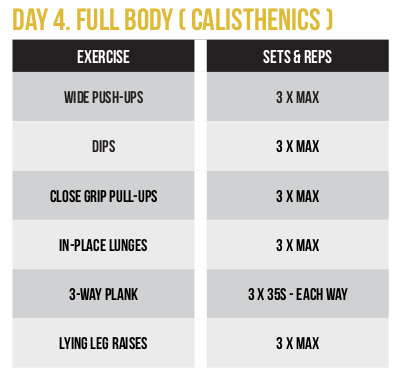 DAY 4. FULL BODY ( CALISTHENICS )
EXERCISE SETS & REPS
WIDE PUSH-UPS 3 X MAX
DIPS 3 X MAX
CLOSE GRIP PULL-UPS 3 X MAX
IN-PLACE LUNGES 3 X MAX
3-WAY PLANK 3 X 35S - EACH WAY
LYING LEG RAISES 3 X MAX